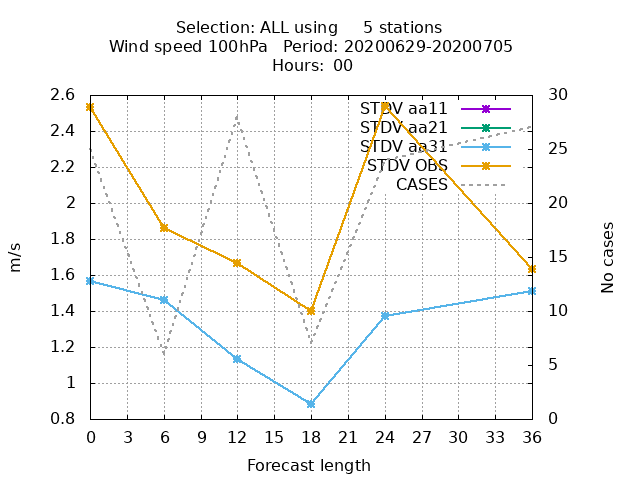 Selection: ALL using     5 stations
Wind speed 100hPa   Period: 20200629-20200705
Hours:  00
2.6
2.4
2.2
2
1.8
1.6
1.4
1.2
1
0.8
m/s
STDV aa11
STDV aa21
STDV aa31
STDV OBS
CASES
30
25
20
15
10
5
0
No cases
0 3 6 9 12 15 18 21 24 27 30 33 36
Forecast length